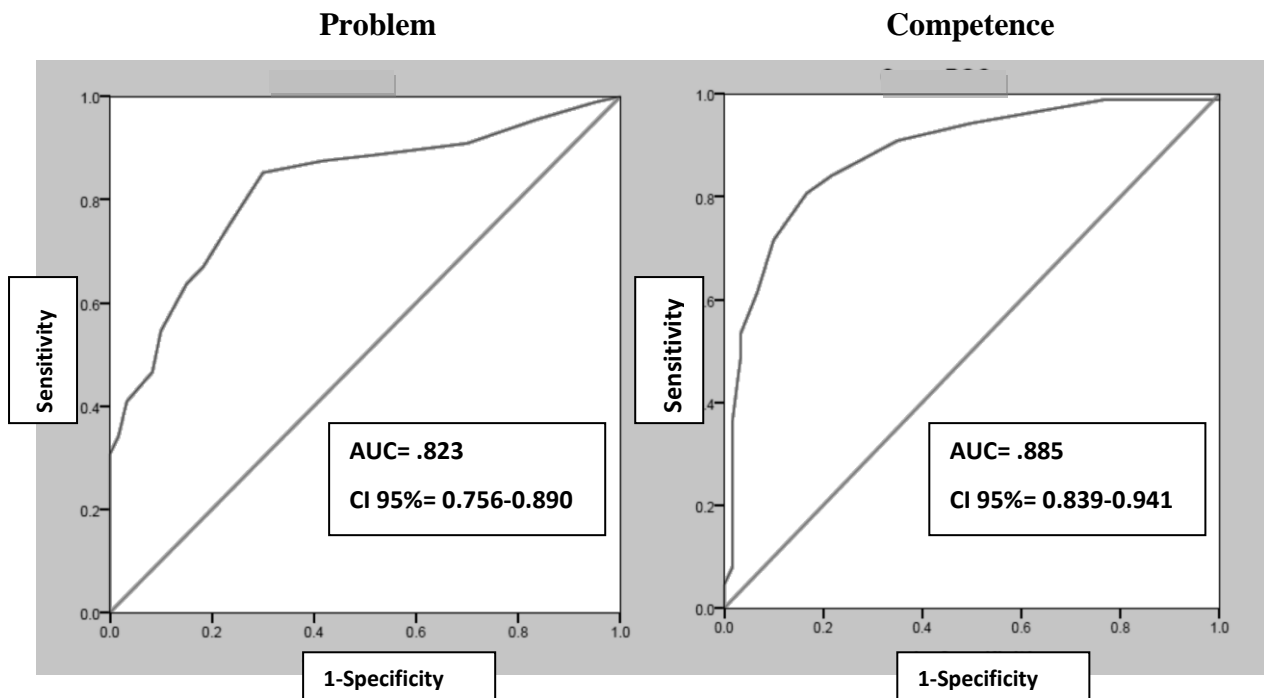 Problem
Competence
1.0
0.8
0.6
0.4
0.2
0.0
Sensitivity
AUC= .823
CI 95%= 0.756-0.890
0.0 0.2 0.4 0.6 0.8 1.0
1-Specificity
1.0
0.8
0.6
.4
0.2
0.0
Sensitivity
AUC= .885
CI 95%= 0.839-0.941
0.0 0.2 0.4 0.6 0.8 1.0
1-Specificity